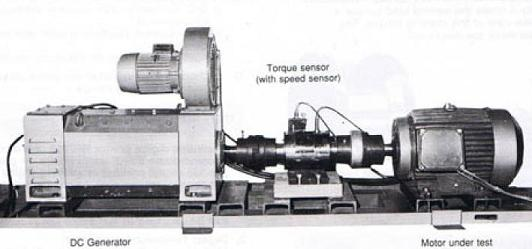 Torque sensor
(with speed sensor)
DC Generator
Motor under test